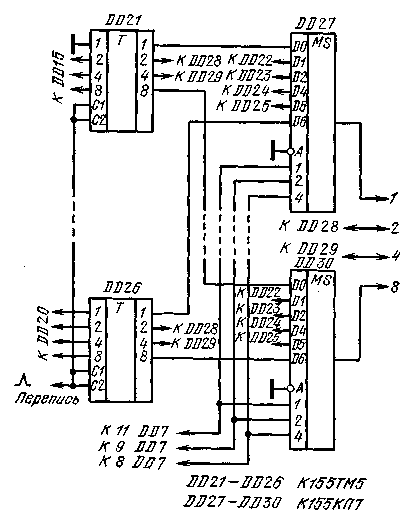 DD21
DD27
1 T 1
2 2
4 4
8 8
C1
C2
К DD15
К DD28
К DD29
К DD22
К DD23
К DD24
К DD25
D0 MS
D1
D2
D4
D5
D6
A
1
2
4
1
К DD28 2
К DD29 4
8
DD26
DD30
1 T 1
2 2
4 4
8 8
C1
C2
К DD20
К DD28
К DD29
К DD22
К DD23
К DD24
К DD25
D0 MS
D1
D2
D4
D5
D6
A
1
2
4
Перепись
К 11 DD7
К 9 DD7
К 8 DD7
DD21-DD26 К155ТМ5
DD27-DD30 К155КП7